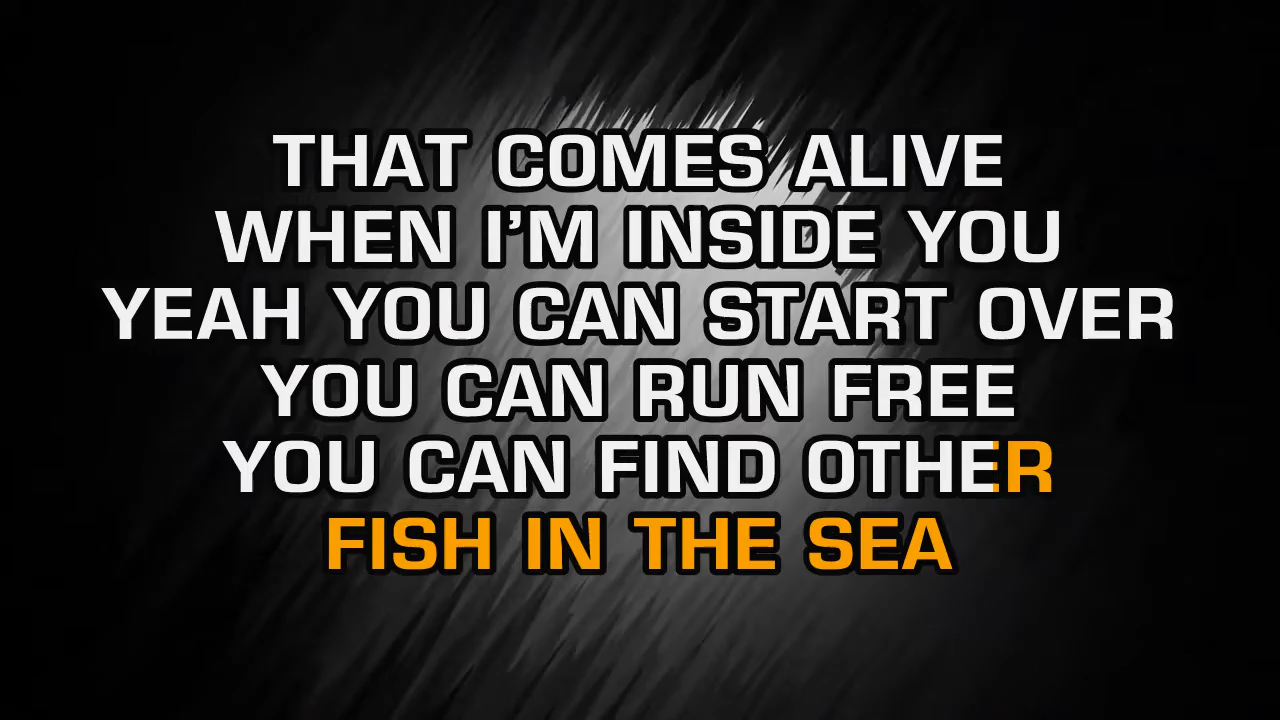 THAT COMES ALIVE
WHEN I'M INSIDE YOU
YEAH YOU CAN START OVER
YOU CAN RUN FREE
YOU CAN FIND OTHER
FISH IN THE SEA